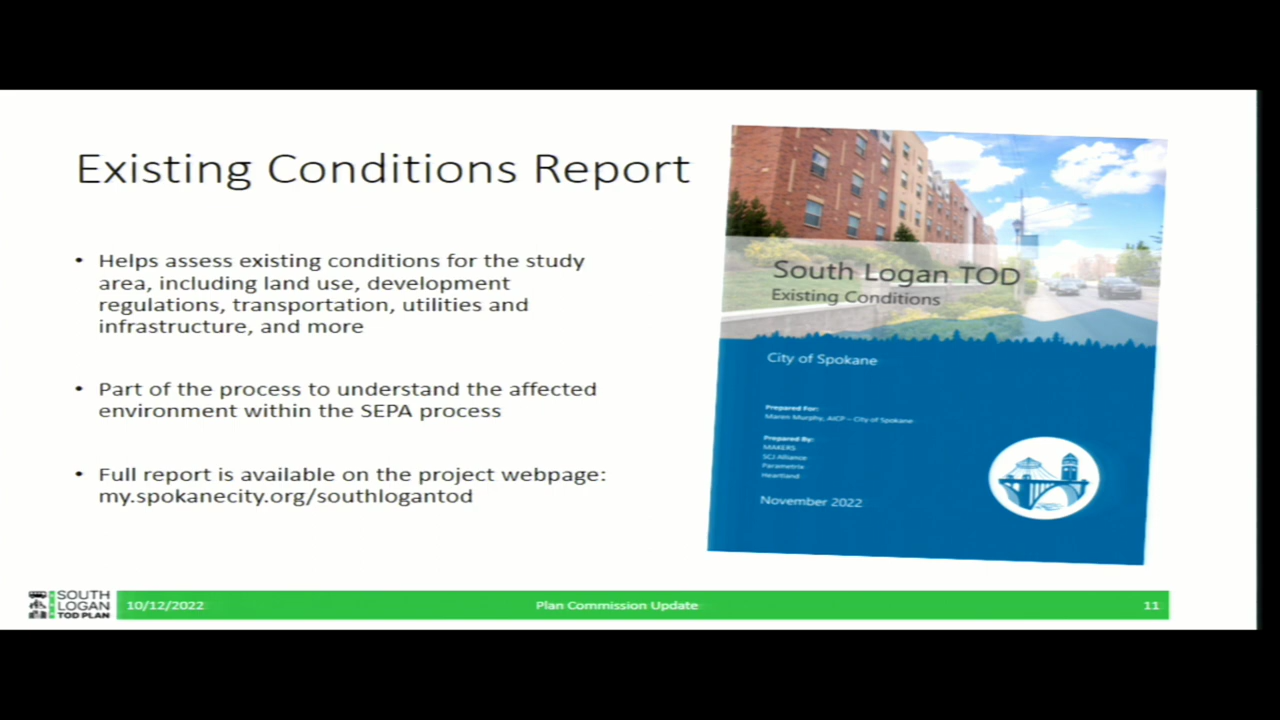 Existing Conditions Report
• Helps assess existing conditions for the study
area, including land use, development
regulations, transportation, utilities and
infrastructure, and more
• Part of the process to understand the affected
environment within the SEPA process
• Full report is available on the project webpage:
my.spokanecity.org/southlogantod
South Logan TOD
Existing Conditions
City of Spokane
Prepared For:
Maren Murphy, AICP – City of Spokane
Prepared By:
MAKERS
SCJ Alliance
Parametrix
Heartland
November 2022
SOUTH
LOGAN
TOD PLAN
10/12/2022
Plan Commission Update
11